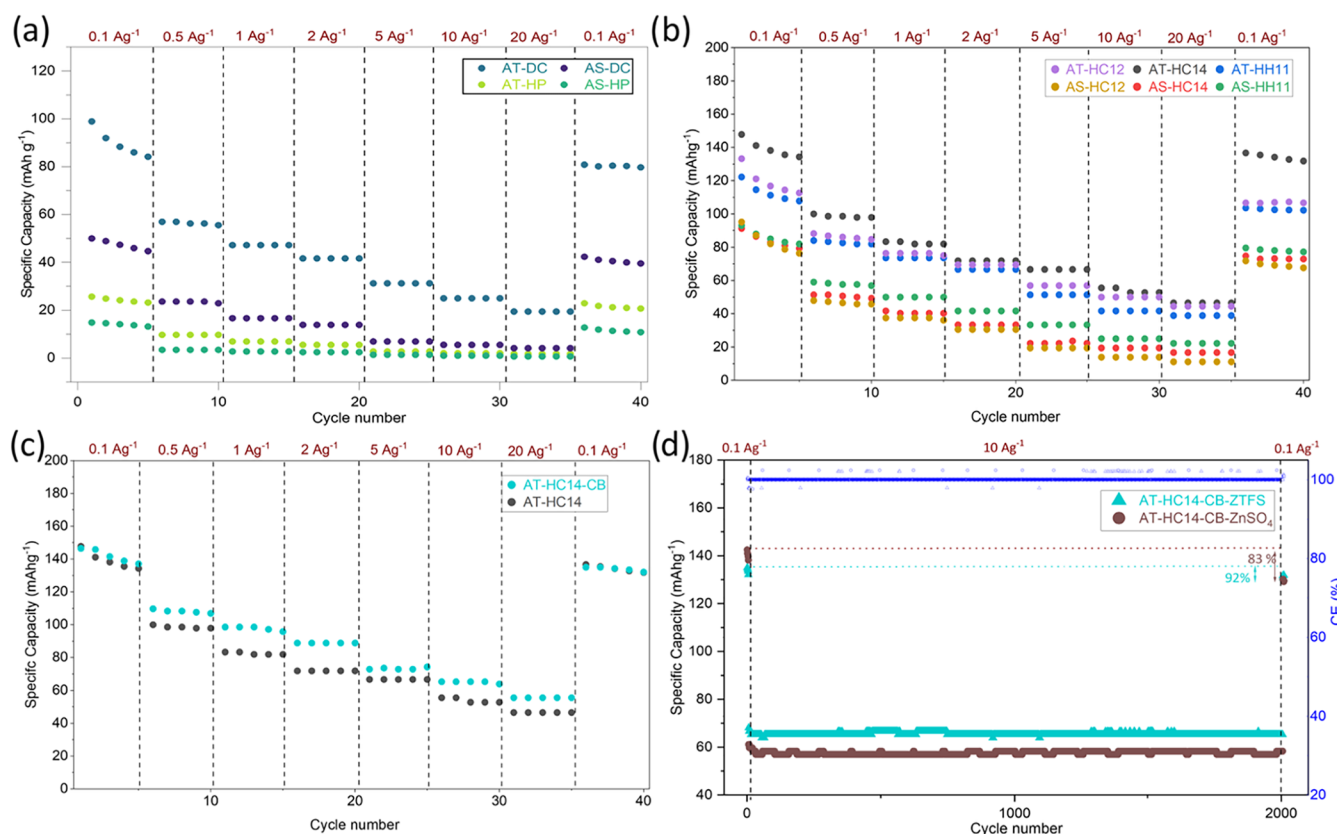 (a)
0.1 Ag⁻¹ 0.5 Ag⁻¹ 1 Ag⁻¹ 2 Ag⁻¹ 5 Ag⁻¹ 10 Ag⁻¹ 20 Ag⁻¹ 0.1 Ag⁻¹
AT-DC AS-DC
AT-HP AS-HP
120
100
80
60
40
20
0
Specific Capacity (mAh g⁻¹)
0 10 20 30 40
Cycle number
(b)
0.1 Ag⁻¹ 0.5 Ag⁻¹ 1 Ag⁻¹ 2 Ag⁻¹ 5 Ag⁻¹ 10 Ag⁻¹ 20 Ag⁻¹ 0.1 Ag⁻¹
AT-HC12 AT-HC14 AT-HH11
AS-HC12 AS-HC14 AS-HH11
200
180
160
140
120
100
80
60
40
20
0
Specifc Capacity (mAhg⁻¹)
10 20 30 40
Cycle number
(c)
0.1 Ag⁻¹ 0.5 Ag⁻¹ 1 Ag⁻¹ 2 Ag⁻¹ 5 Ag⁻¹ 10 Ag⁻¹ 20 Ag⁻¹ 0.1 Ag⁻¹
AT-HC14-CB
AT-HC14
200
180
160
140
120
100
80
60
40
20
0
Specifc Capacity (mAhg⁻¹)
10 20 30 40
Cycle number
(d)
0.1 Ag⁻¹ 10 Ag⁻¹ 0.1 Ag⁻¹
AT-HC14-CB-ZTFS
AT-HC14-CB-ZnSO₄
83 %
92%
180
160
140
120
100
80
60
40
Specific Capacity (mAhg⁻¹)
100
80
60
40
20
CE (%)
0 1000 2000
Cycle number